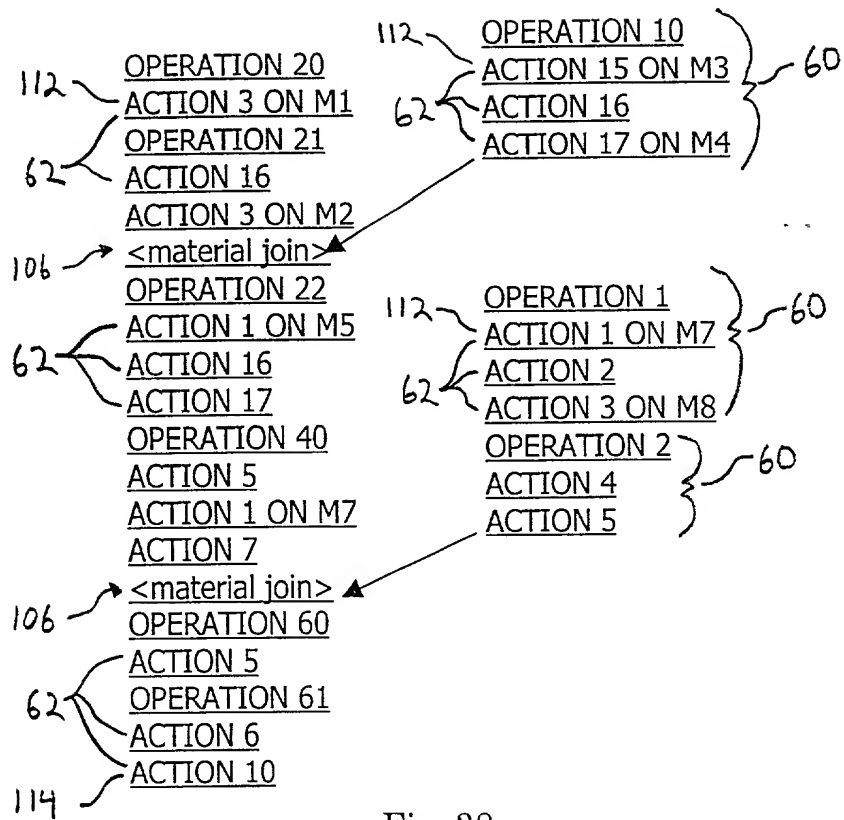 112
OPERATION 20
ACTION 3 ON M1
OPERATION 21
62
ACTION 16
ACTION 3 ON M2
106
<material join>
OPERATION 22
ACTION 1 ON M5
62
ACTION 16
ACTION 17
OPERATION 40
ACTION 5
ACTION 1 ON M7
ACTION 7
<material join>
106
OPERATION 60
ACTION 5
OPERATION 61
62
ACTION 6
ACTION 10
114
112
OPERATION 10
60
ACTION 15 ON M3
62
ACTION 16
ACTION 17 ON M4
OPERATION 1
112
60
ACTION 1 ON M7
62
ACTION 2
ACTION 3 ON M8
OPERATION 2
60
ACTION 4
ACTION 5